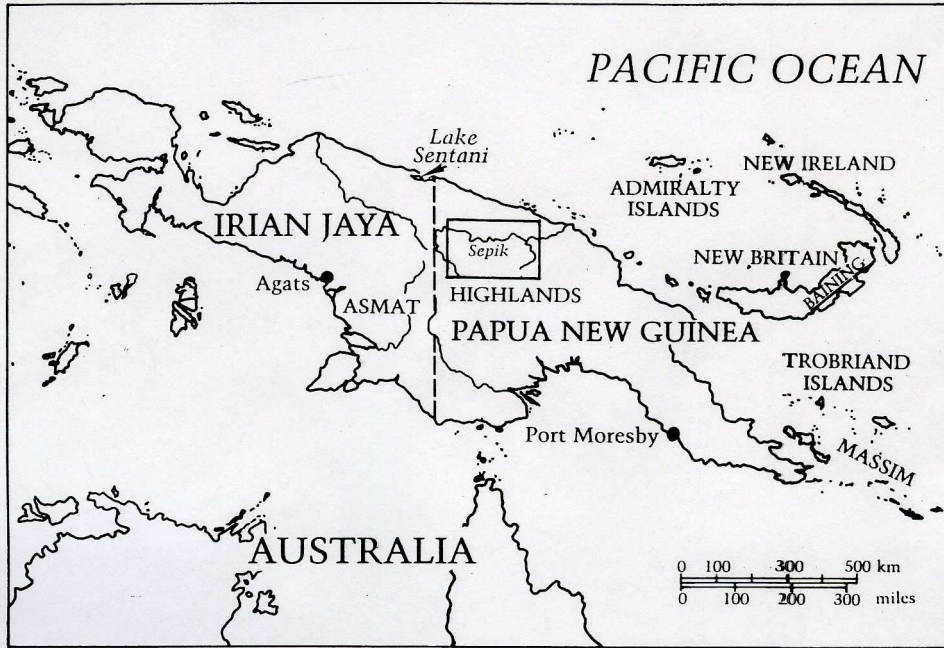 PACIFIC OCEAN
Lake
Sentani
NEW IRELAND
ADMIRALTY
ISLANDS
IRIAN JAYA
Sepik
NEW BRITAIN
BAINING
Agats
HIGHLANDS
ASMAT
PAPUA NEW GUINEA
TROBRIAND
ISLANDS
Port Moresby
MASSIM
AUSTRALIA
0 100 300 500 km
0 100 200 300 miles